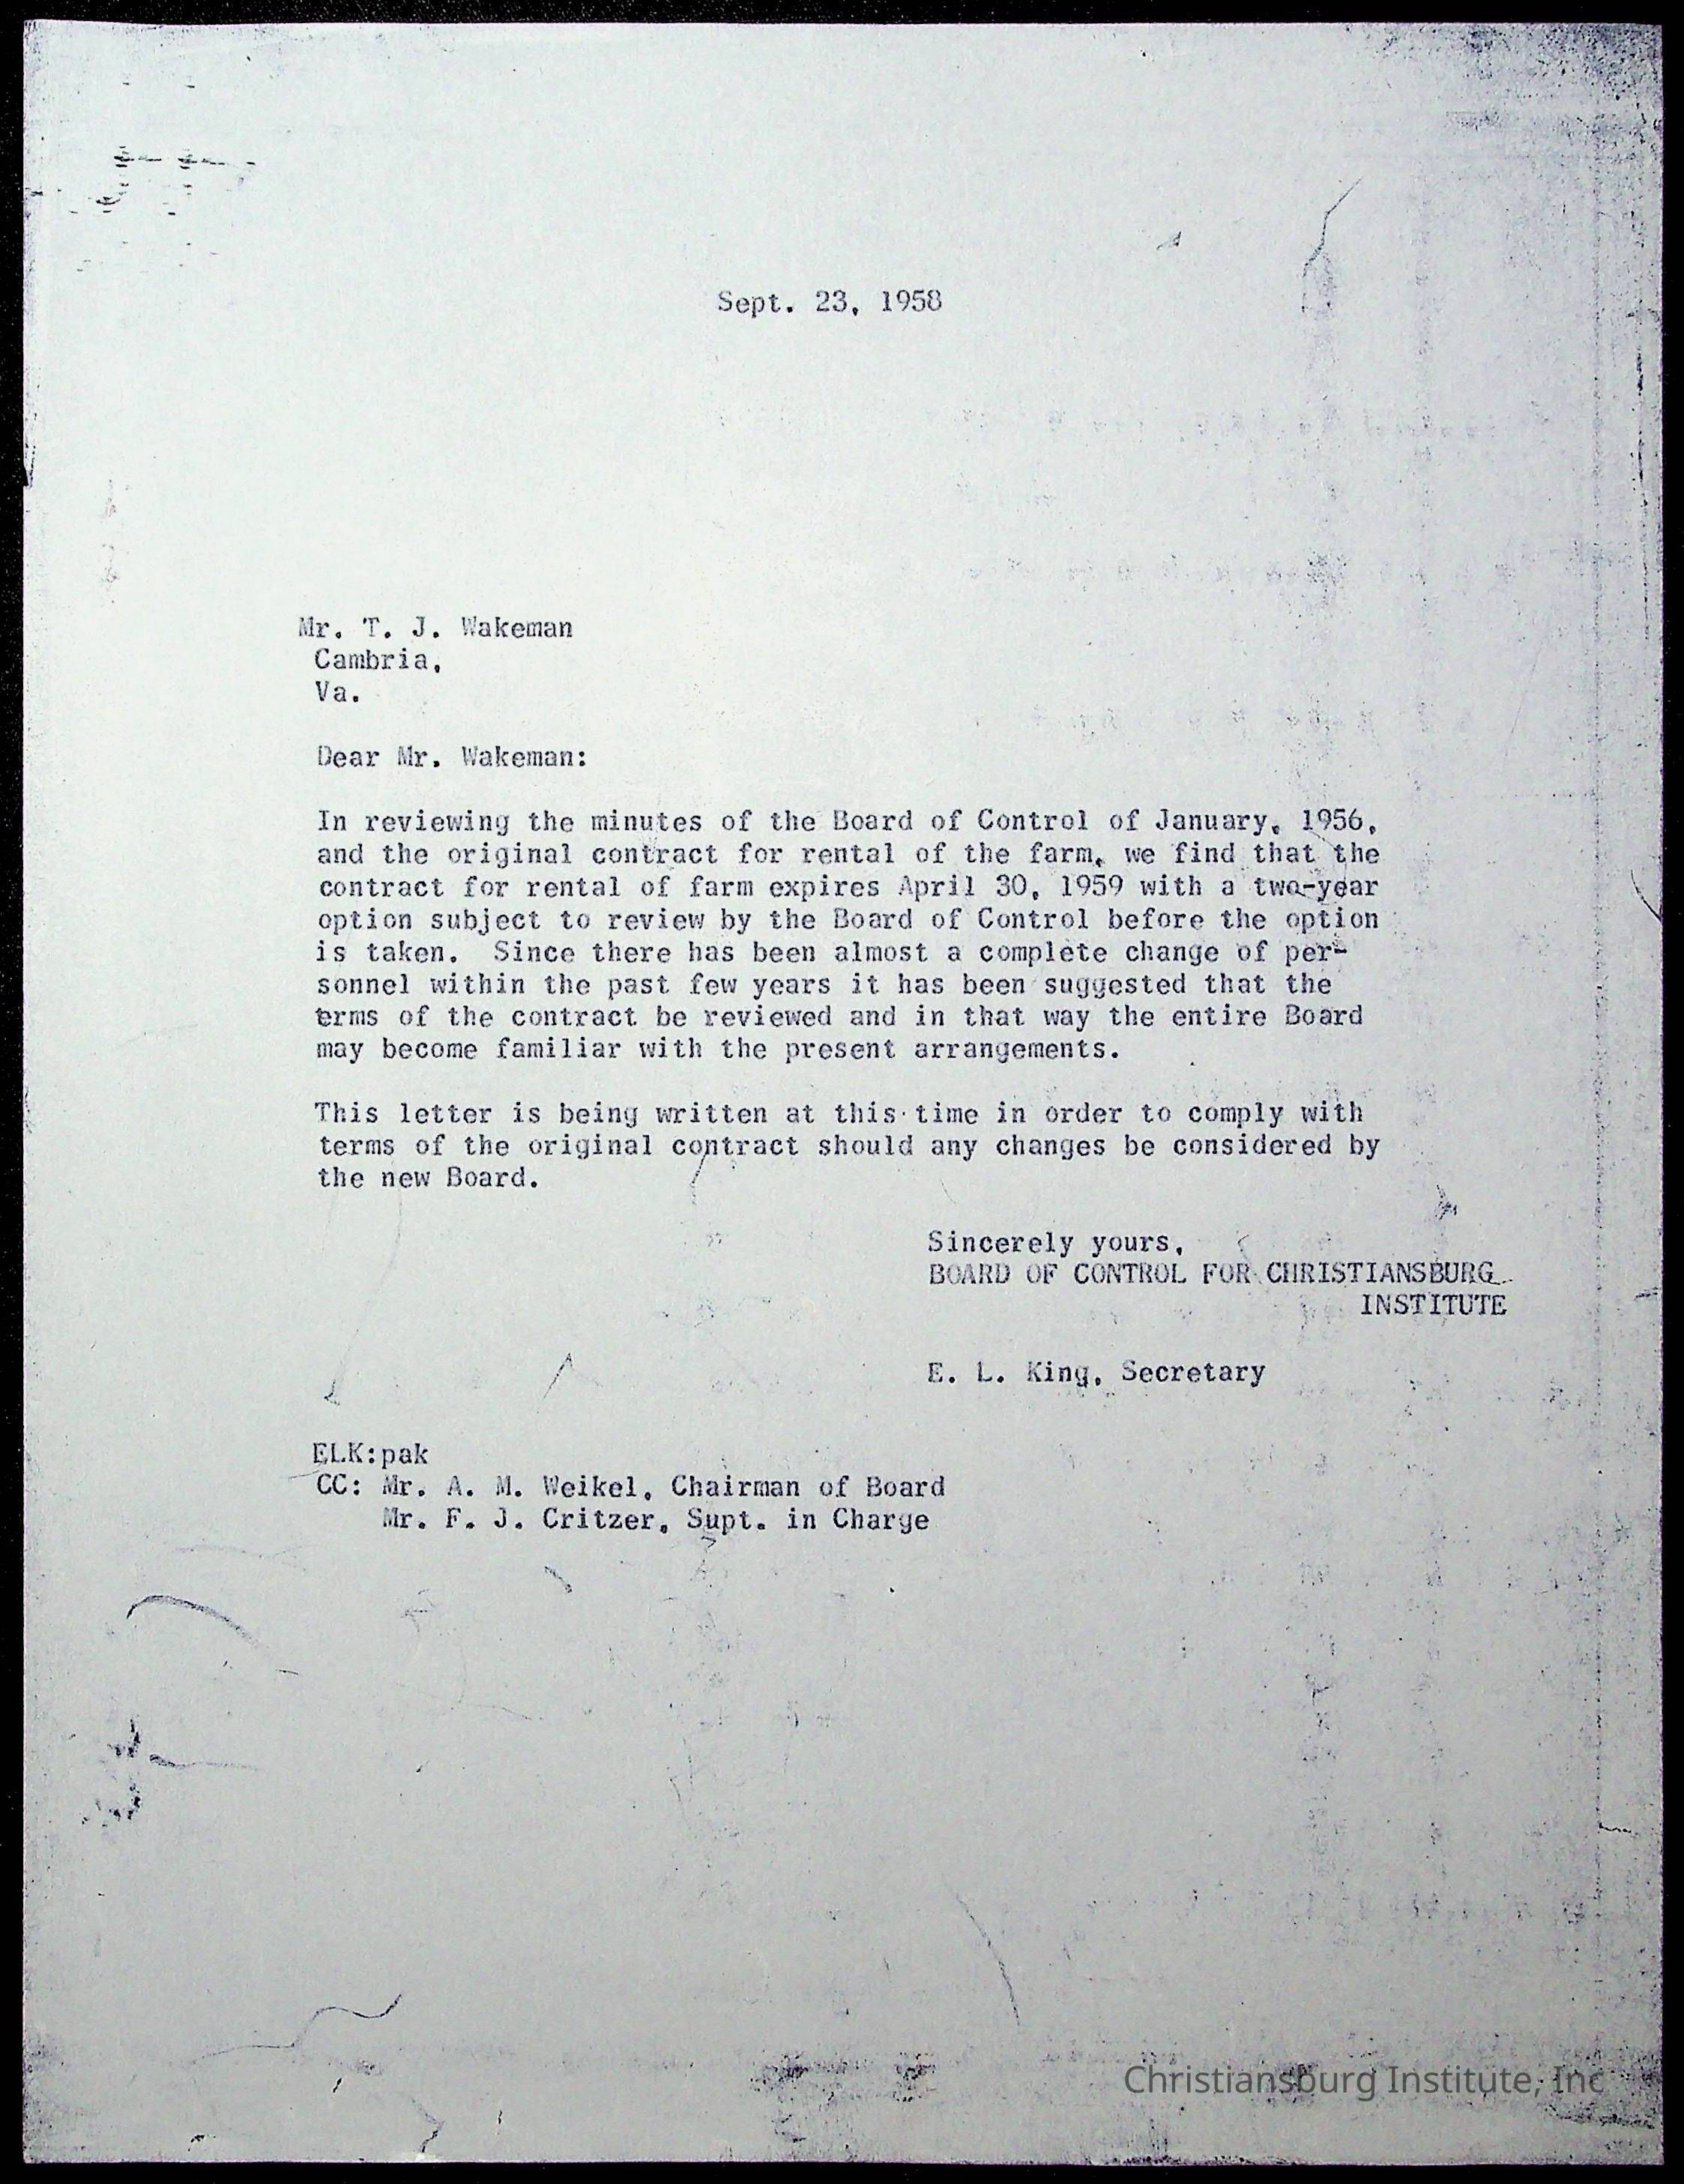 Sept. 23, 1958
Mr. T. J. Wakeman
Cambria,
Va.
Dear Mr. Wakeman:
In reviewing the minutes of the Board of Control of January, 1956,
and the original contract for rental of the farm, we find that the
contract for rental of farm expires April 30, 1959 with a two-year
option subject to review by the Board of Control before the option
is taken. Since there has been almost a complete change of per-
sonnel within the past few years it has been suggested that the
erms of the contract be reviewed and in that way the entire Board
may become familiar with the present arrangements.
This letter is being written at this time in order to comply with
terms of the original contract should any changes be considered by
the new Board.
Sincerely yours,
BOARD OF CONTROL FOR CHRISTIANSBURG
INSTITUTE
E. L. King, Secretary
ELK:pak
CC: Mr. A. M. Weikel, Chairman of Board
Mr. F. J. Critzer, Supt. in Charge
Christiansburg Institute, Inc